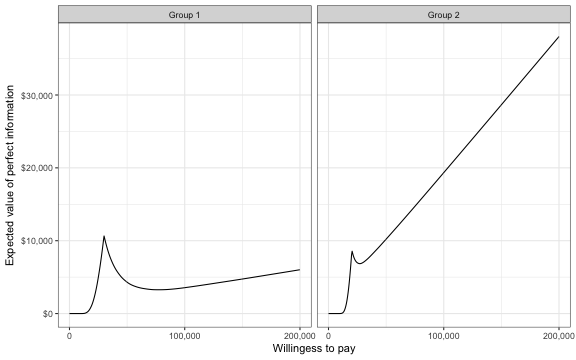 Group 1
Group 2
Expected value of perfect information
$30,000
$20,000
$10,000
$0
0
100,000
200,000
0
100,000
200,000
Willingess to pay